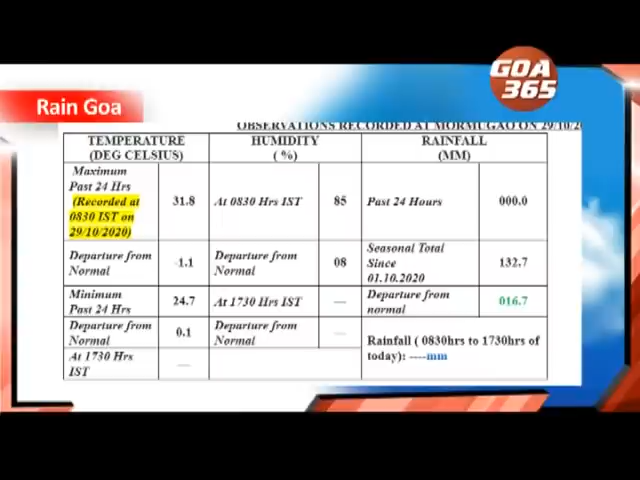 GOA
365
Rain Goa
OBSERVATIONS RECORDED AT MORMUGAO ON 29/10/2
TEMPERATURE
(DEG CELSIUS)
HUMIDITY
( %)
RAINFALL
(MM)
Maximum
Past 24 Hrs
(Recorded at
0830 IST on
29/10/2020)
31.8
At 0830 Hrs IST
85
Past 24 Hours
000.0
Departure from
Normal
-1.1
Departure from
Normal
08
Seasonal Total
Since
01.10.2020
132.7
Minimum
Past 24 Hrs
24.7
At 1730 Hrs IST
---
Departure from
normal
016.7
Departure from
Normal
0.1
Departure from
Normal
---
Rainfall ( 0830hrs to 1730hrs of
today): ----mm
At 1730 Hrs
IST
---